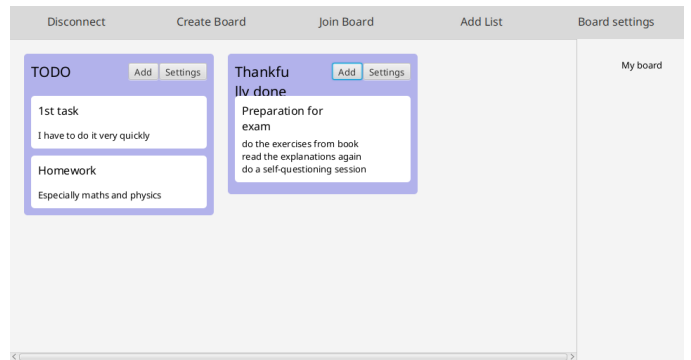 Disconnect Create Board Join Board Add List Board settings
My board
TODO Add Settings
1st task
I have to do it very quickly
Homework
Especially maths and physics
Thankfu Add Settings
lly done
Preparation for
exam
do the exercises from book
read the explanations again
do a self-questioning session